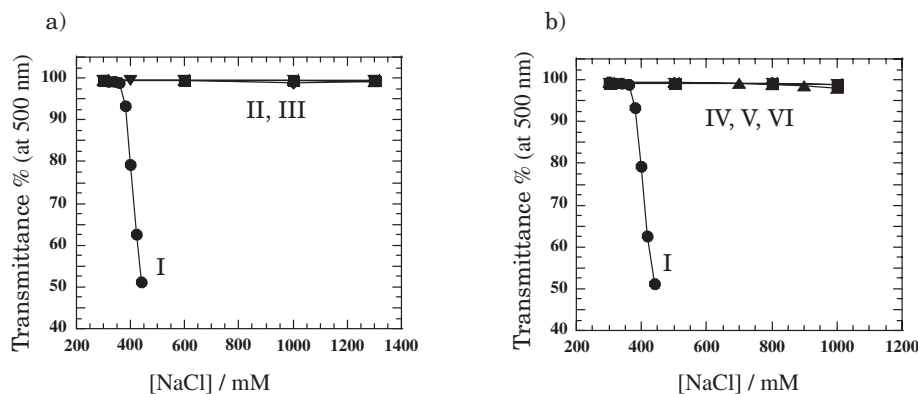 a)
Transmittance % (at 500 nm)
100
90
80
70
60
50
40
II, III
I
200 400 600 800 1000 1200 1400
[NaCl] / mM
b)
Transmittance % (at 500 nm)
100
90
80
70
60
50
40
IV, V, VI
I
200 400 600 800 1000 1200
[NaCl] / mM